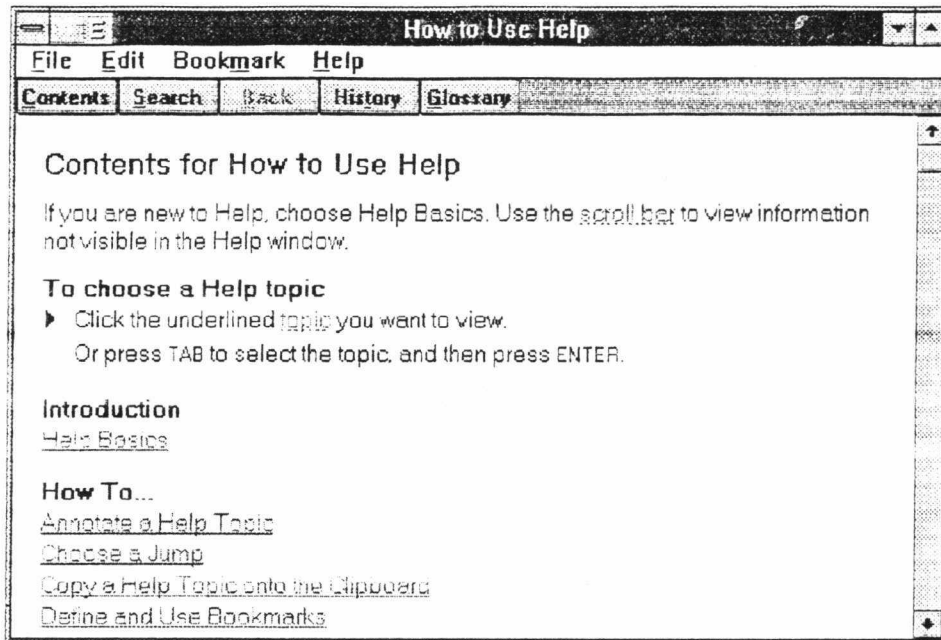 How to Use Help
File Edit Bookmark Help
Contents Search Back History Glossary
Contents for How to Use Help
If you are new to Help, choose Help Basics. Use the scroll bar to view information
not visible in the Help window.
To choose a Help topic
Click the underlined topic you want to view.
Or press TAB to select the topic, and then press ENTER.
Introduction
Help Basics
How To...
Annotate a Help Topic
Choose a Jump
Copy a Help Topic onto the Clipboard
Define and Use Bookmarks